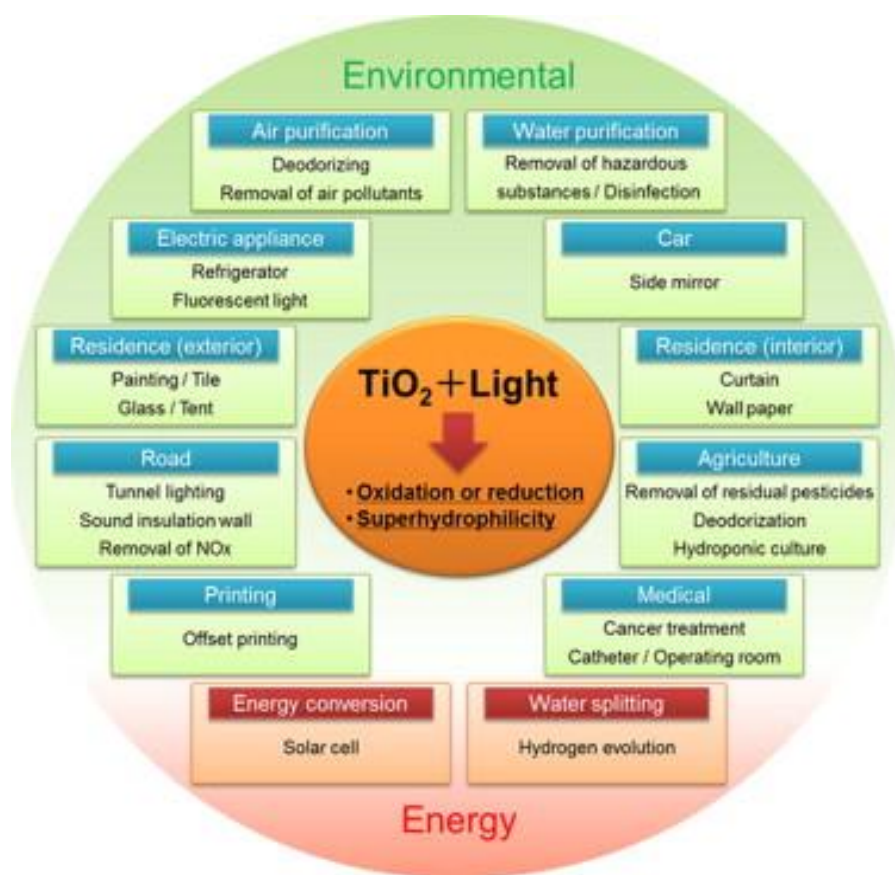 Environmental
Air purification
Deodorizing
Removal of air pollutants
Water purification
Removal of hazardous
substances / Disinfection
Electric appliance
Refrigerator
Fluorescent light
Car
Side mirror
Residence (exterior)
Painting / Tile
Glass / Tent
TiO₂+Light
• Oxidation or reduction
• Superhydrophilicity
Residence (interior)
Curtain
Wall paper
Road
Tunnel lighting
Sound insulation wall
Removal of NOx
Agriculture
Removal of residual pesticides
Deodorization
Hydroponic culture
Printing
Offset printing
Medical
Cancer treatment
Catheter / Operating room
Energy conversion
Solar cell
Water splitting
Hydrogen evolution
Energy